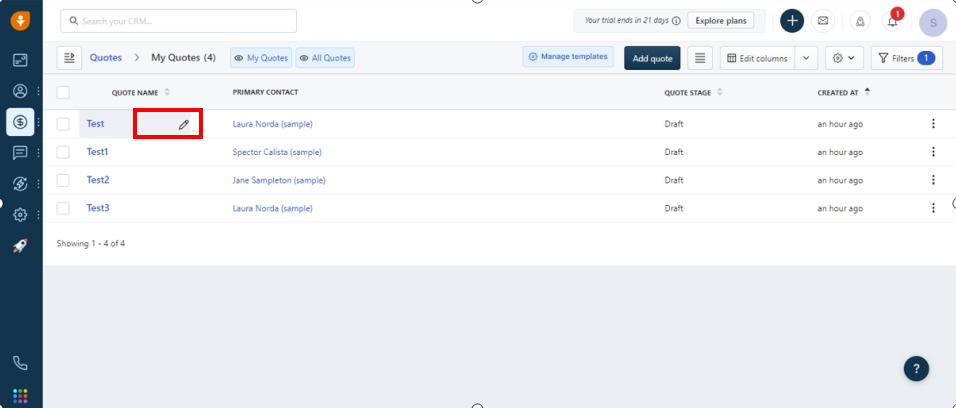 Search your CRM...
Your trial ends in 21 days
Explore plans
1
S
Quotes > My Quotes (4)
My Quotes
All Quotes
Manage templates
Add quote
Edit columns
Filters 1
QUOTE NAME PRIMARY CONTACT QUOTE STAGE CREATED AT
Test Laura Norda (sample) Draft an hour ago
Test1 Spector Calista (sample) Draft an hour ago
Test2 Jane Sampleton (sample) Draft an hour ago
Test3 Laura Norda (sample) Draft an hour ago
Showing 1 - 4 of 4
?